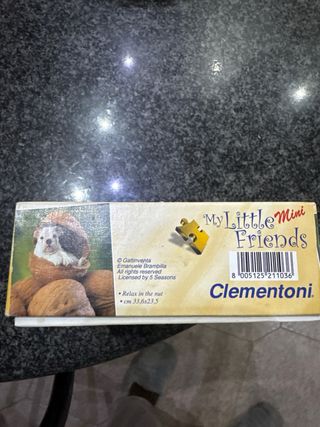 My Little Mini
Friends
© Gattinventa
Emanuele Brambilla
All rights reserved
Licensed by 5 Seasons
• Relax in the nut
• cm 33,6x23,5
8 005125 211036
Clementoni®